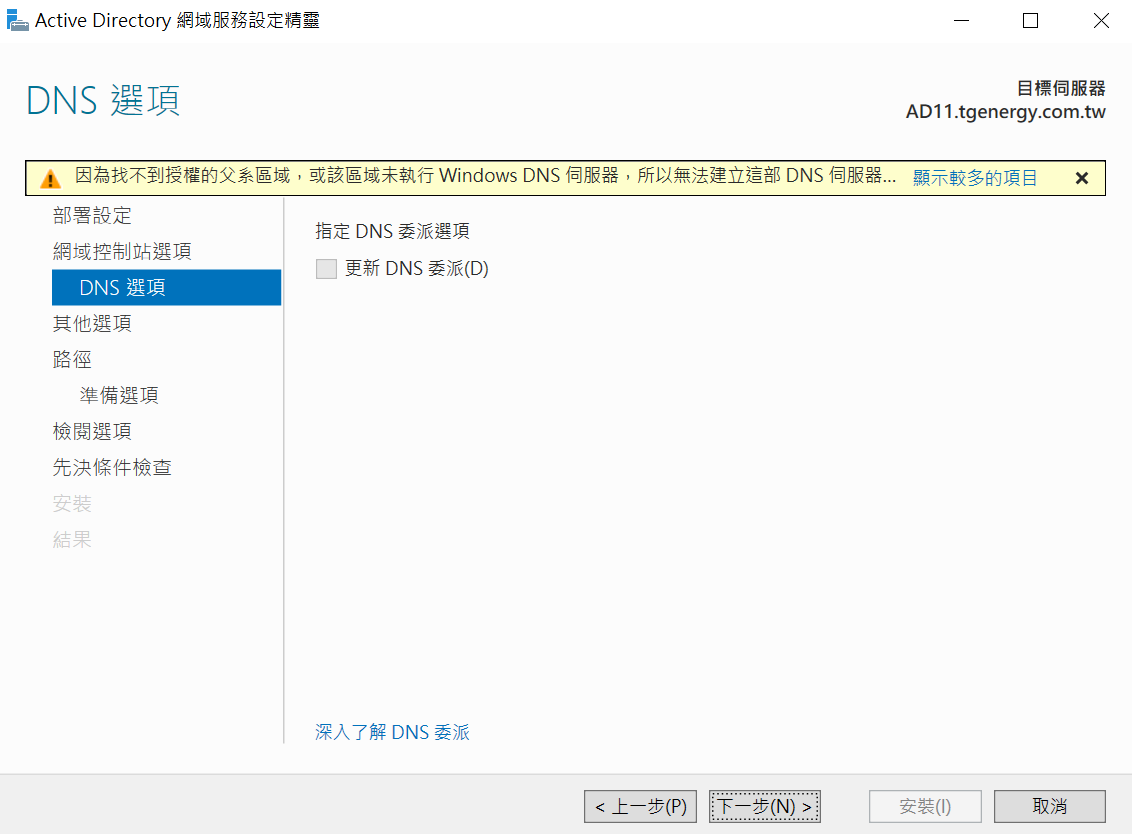 Active Directory 網域服務設定精靈
DNS 選項
目標伺服器
AD11.tgenergy.com.tw
因為找不到授權的父系區域，或該區域未執行 Windows DNS 伺服器，所以無法建立這部 DNS 伺服器... 顯示較多的項目
部署設定
網域控制站選項
DNS 選項
其他選項
路徑
準備選項
檢閱選項
先決條件檢查
安裝
結果
指定 DNS 委派選項
更新 DNS 委派(D)
深入了解 DNS 委派
< 上一步(P) 下一步(N) > 安裝(I) 取消